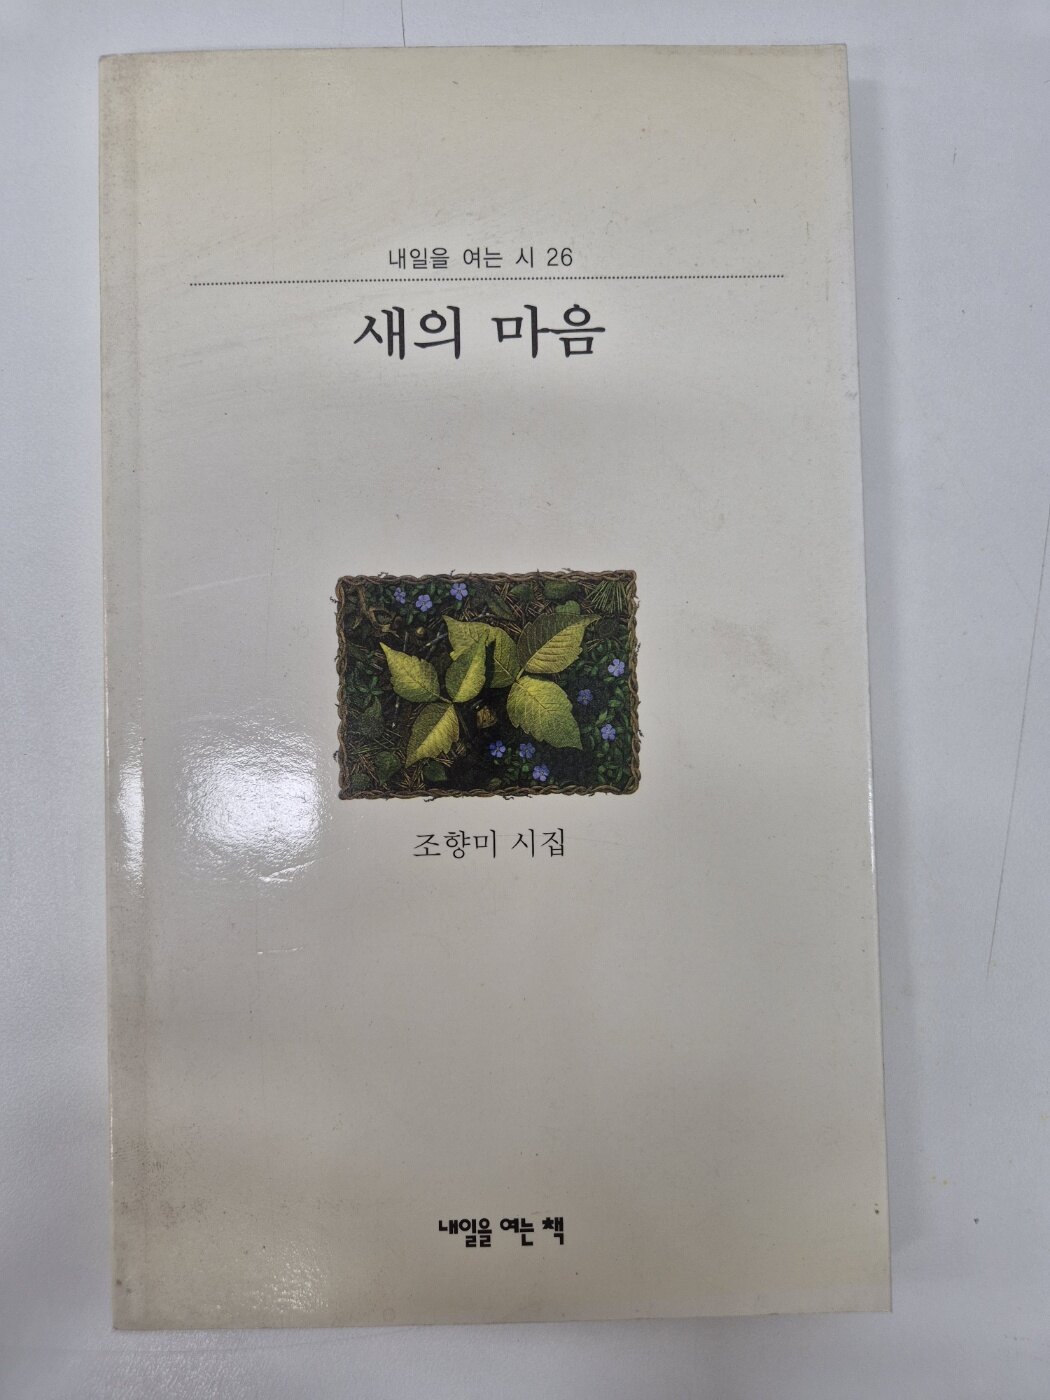 내일을 여는 시 26
새의 마음
조향미 시집
내일을 여는 책